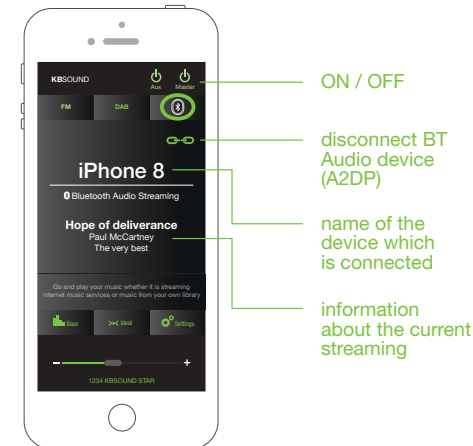 KBSOUND
Aux Master
FM DAB
iPhone 8
Bluetooth Audio Streaming
Hope of deliverance
Paul McCartney
The very best
Go and play your music whether it is streaming
internet music services or music from your own library
Bass Ideal Settings
- +
1234 KBSOUND STAR
ON / OFF
disconnect BT
Audio device
(A2DP)
name of the
device which
is connected
information
about the current
streaming